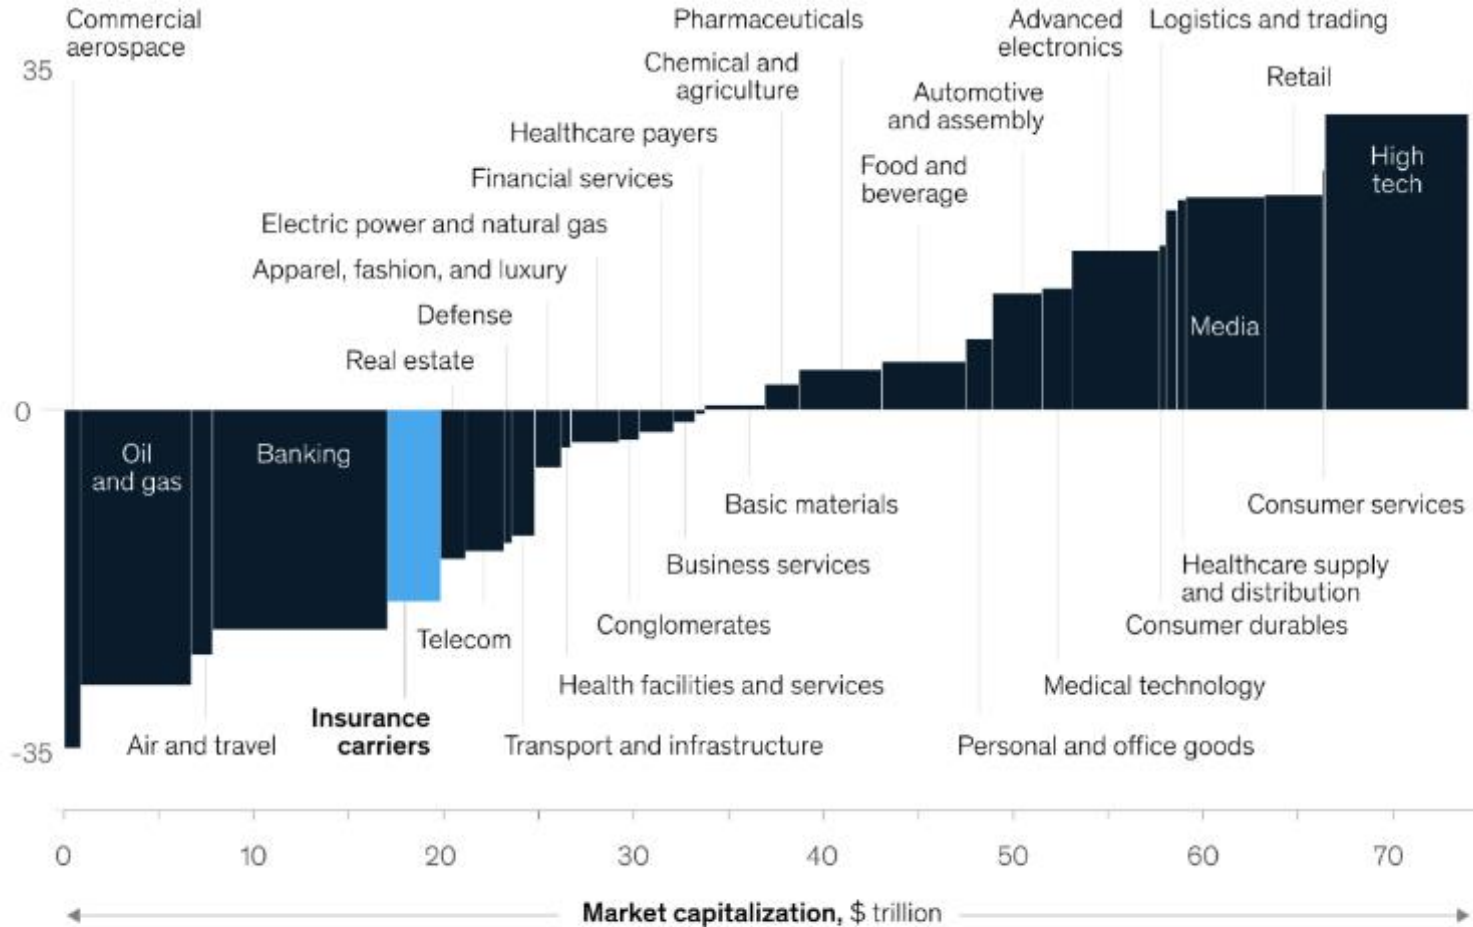 Commercial
aerospace
Pharmaceuticals
Advanced
electronics
Logistics and trading
35
Chemical and
agriculture
Retail
Automotive
and assembly
Healthcare payers
Food and
beverage
High
tech
Financial services
Electric power and natural gas
Apparel, fashion, and luxury
Defense
Media
Real estate
0
Oil
and gas
Banking
Basic materials
Consumer services
Business services
Healthcare supply
and distribution
Telecom
Conglomerates
Consumer durables
Health facilities and services
Medical technology
Insurance
carriers
-35
Air and travel
Transport and infrastructure
Personal and office goods
0 10 20 30 40 50 60 70
Market capitalization, $ trillion